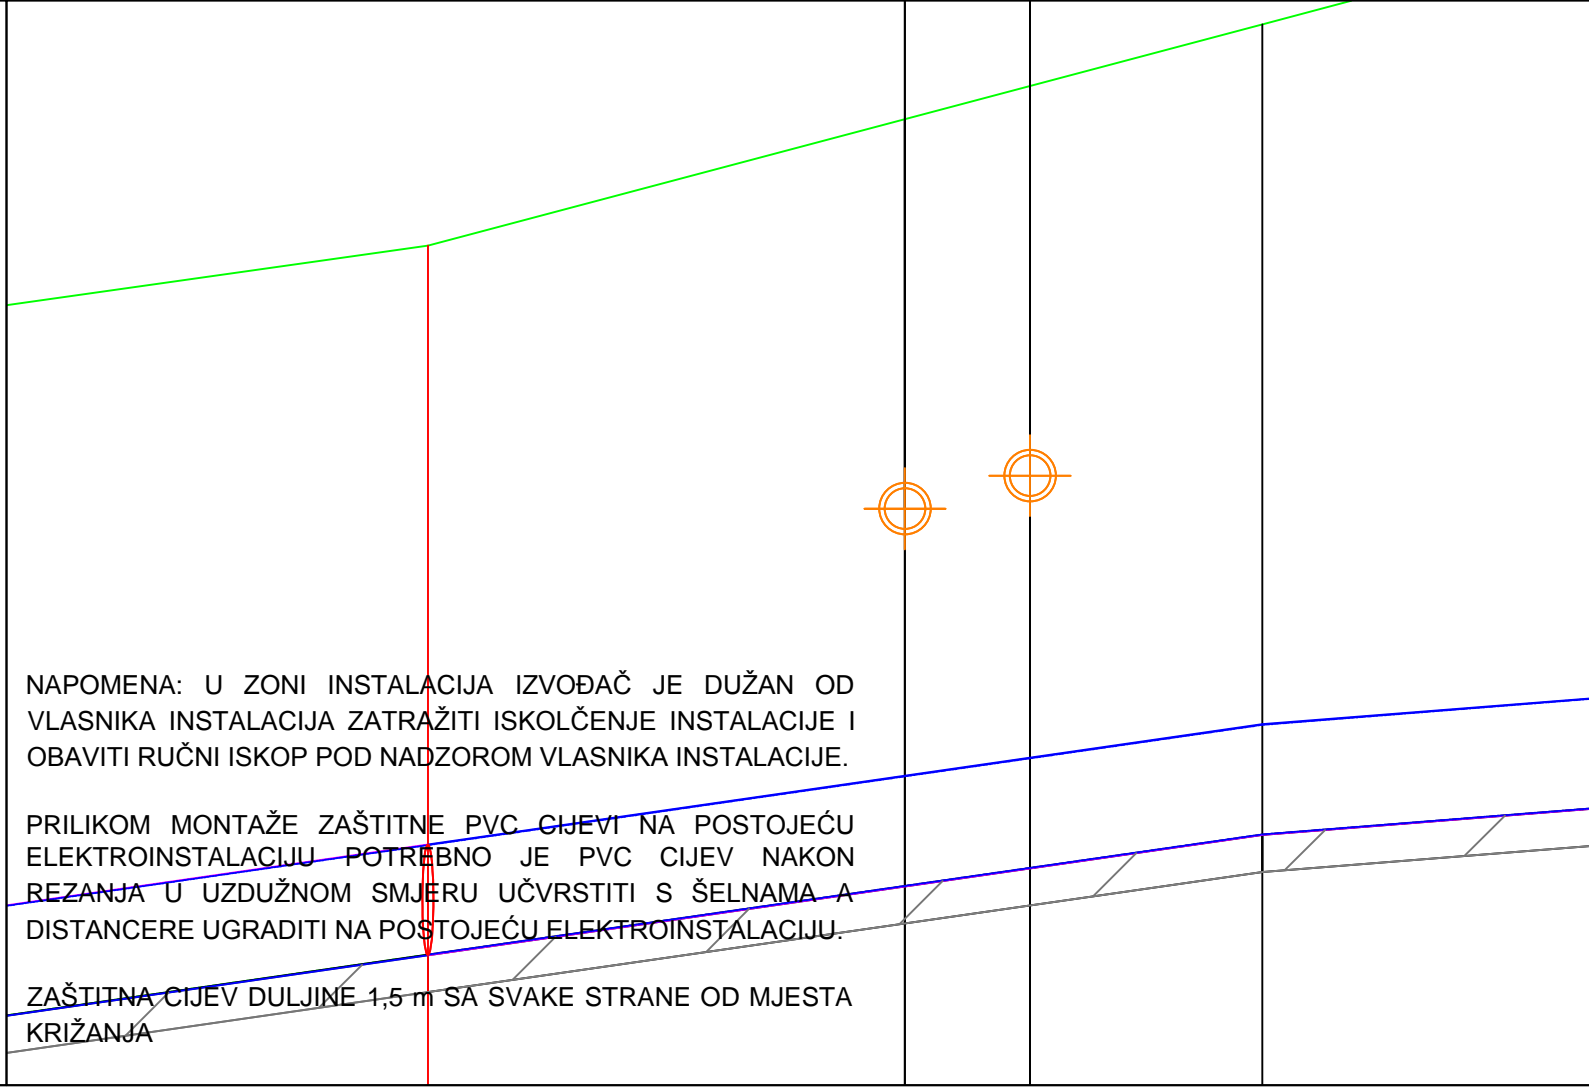 NAPOMENA: U ZONI INSTALACIJA IZVOĐAČ JE DUŽAN OD
VLASNIKA INSTALACIJA ZATRAŽITI ISKOLČENJE INSTALACIJE I
OBAVITI RUČNI ISKOP POD NADZOROM VLASNIKA INSTALACIJE.
PRILIKOM MONTAŽE ZAŠTITNE PVC CIJEVI NA POSTOJEĆU
ELEKTROINSTALACIJU POTREBNO JE PVC CIJEV NAKON
REZANJA U UZDUŽNOM SMJERU UČVRSTITI S ŠELNAMA A
DISTANCERE UGRADITI NA POSTOJEĆU ELEKTROINSTALACIJU.
ZAŠTITNA CIJEV DULJINE 1,5 m SA SVAKE STRANE OD MJESTA
KRIŽANJA